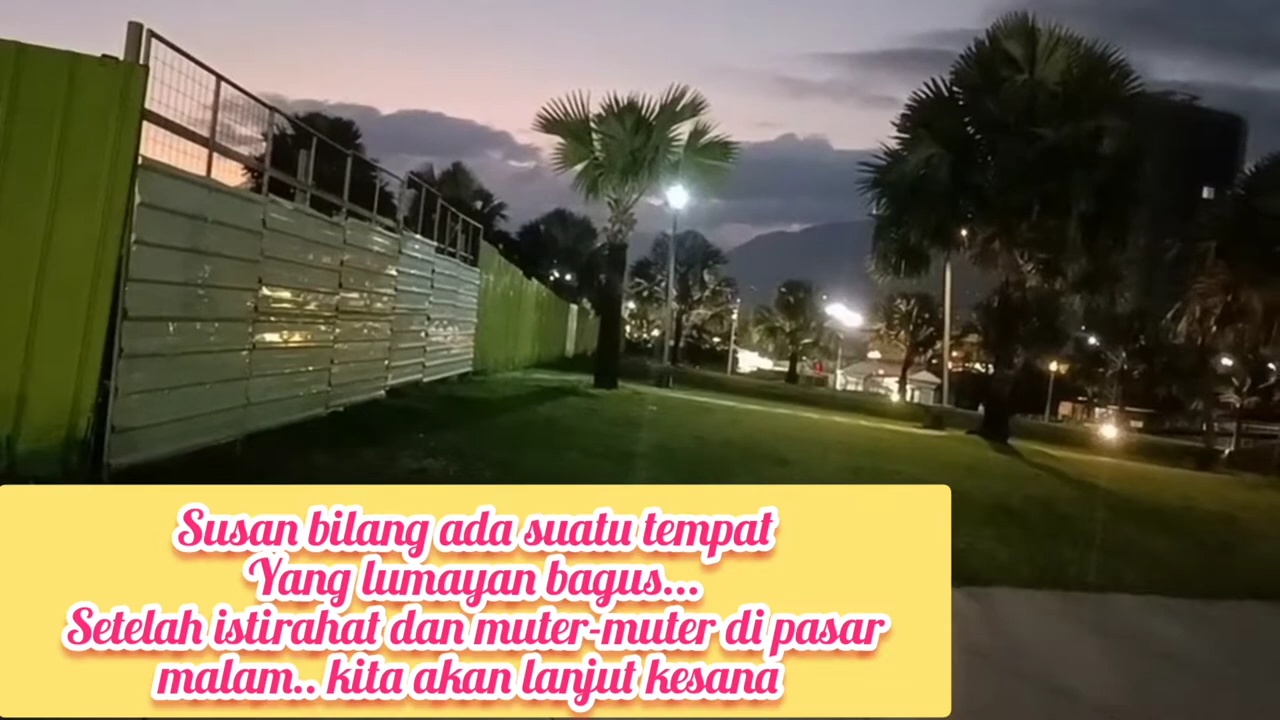 Susan bilang ada suatu tempat
Yang lumayan bagus...
Setelah istirahat dan muter-muter di pasar
malam.. kita akan lanjut kesana